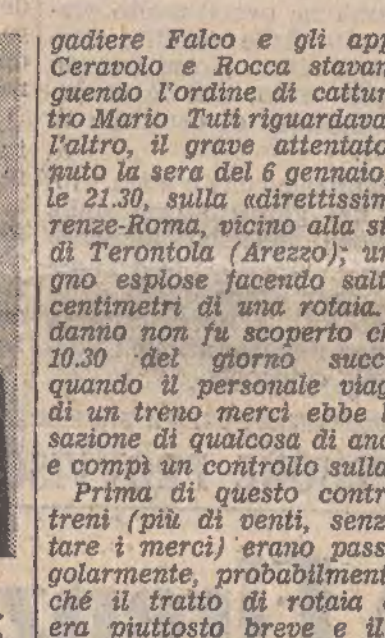 gadiere Falco e gli app
Ceravolo e Rocca stavan
guendo l'ordine di cattur
tro Mario Tuti riguardava
l'altro, il grave attentato
nuto la sera del 6 gennaio,
le 21.30, sulla «direttissim
renze-Roma, vicino alla st
di Terontola (Arezzo); un
gno esplose facendo salt
centimetri di una rotaia.
danno non fu scoperto ch
10.30 del giorno succ
quando il personale viag
di un treno merci ebbe l
sazione di qualcosa di ano
e compì un controllo sulla
Prima di questo contr
treni (più di venti, senz
tare i merci) erano pass
golarmente, probabilment
ché il tratto di rotaia
era piuttosto breve e il